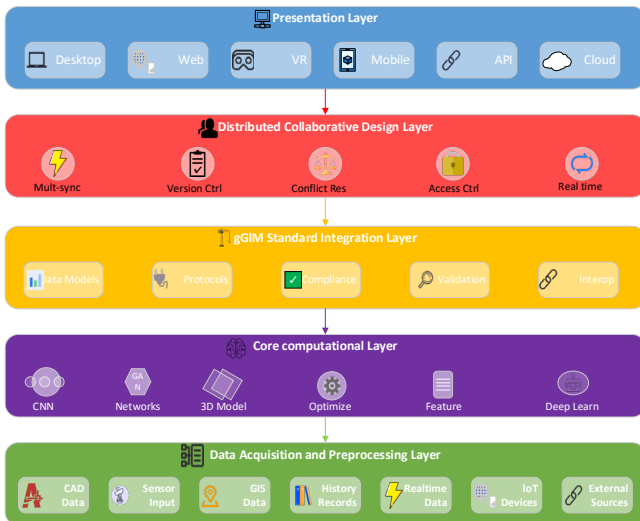 Presentation Layer
Desktop
Web
VR
Mobile
API
Cloud
Distributed Collaborative Design Layer
Mult-sync
Version Ctrl
Conflict Res
Access Ctrl
Real time
gGIM Standard Integration Layer
Data Models
Protocols
Compliance
Validation
Interop
Core computational Layer
GA
N
CNN
Networks
3D Model
Optimize
Feature
Deep Learn
Data Acquisition and Preprocessing Layer
CAD
Data
Sensor
Input
GIS
Data
History
Records
Realtime
Data
IoT
Devices
External
Sources